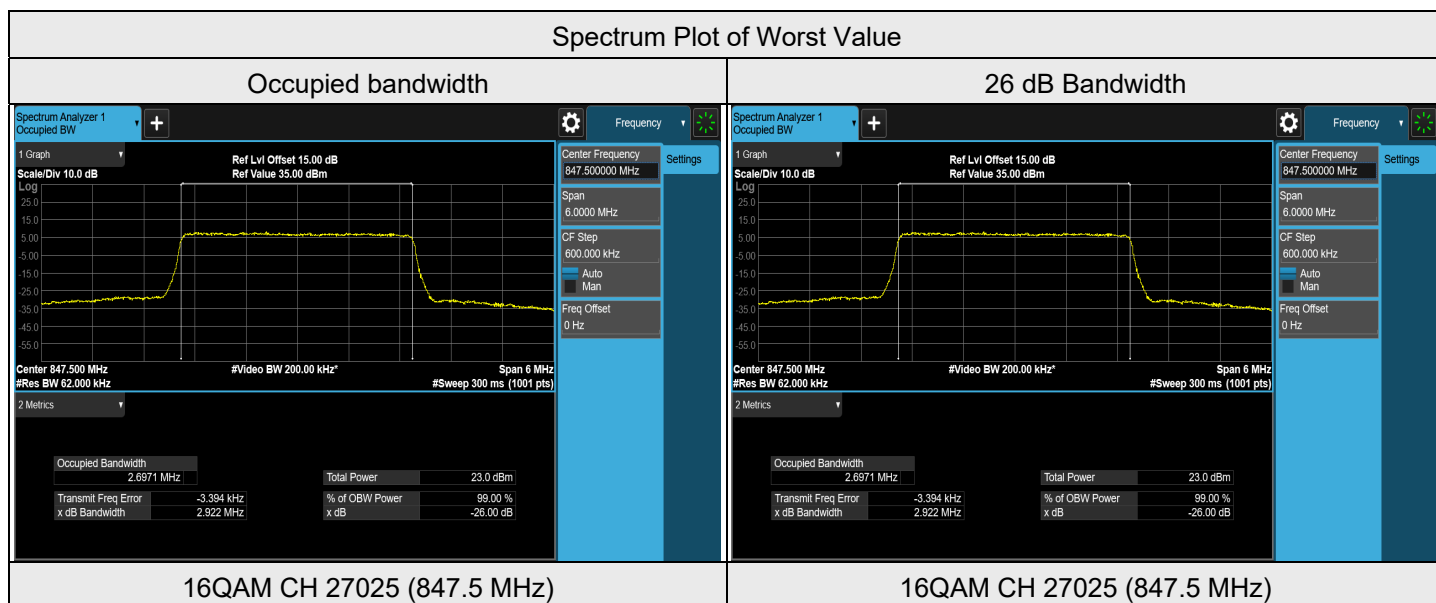 Spectrum Plot of Worst Value
Occupied bandwidth
26 dB Bandwidth
Spectrum Analyzer 1
Occupied BW
+
Frequency
1 Graph
Ref Lvl Offset 15.00 dB
Scale/Div 10.0 dB
Ref Value 35.00 dBm
Log
25.0
15.0
5.00
-5.00
-15.0
-25.0
-35.0
-45.0
-55.0
Center 847.500 MHz
#Video BW 200.00 kHz*
Span 6 MHz
#Res BW 62.000 kHz
#Sweep 300 ms (1001 pts)
Center Frequency
847.500000 MHz
Settings
Span
6.0000 MHz
CF Step
600.000 kHz
Auto
Man
Freq Offset
0 Hz
2 Metrics
Occupied Bandwidth
2.6971 MHz
Total Power 23.0 dBm
Transmit Freq Error -3.394 kHz
% of OBW Power 99.00 %
x dB Bandwidth 2.922 MHz
x dB -26.00 dB
Spectrum Analyzer 1
Occupied BW
+
Frequency
1 Graph
Ref Lvl Offset 15.00 dB
Scale/Div 10.0 dB
Ref Value 35.00 dBm
Log
25.0
15.0
5.00
-5.00
-15.0
-25.0
-35.0
-45.0
-55.0
Center 847.500 MHz
#Video BW 200.00 kHz*
Span 6 MHz
#Res BW 62.000 kHz
#Sweep 300 ms (1001 pts)
Center Frequency
847.500000 MHz
Settings
Span
6.0000 MHz
CF Step
600.000 kHz
Auto
Man
Freq Offset
0 Hz
2 Metrics
Occupied Bandwidth
2.6971 MHz
Total Power 23.0 dBm
Transmit Freq Error -3.394 kHz
% of OBW Power 99.00 %
x dB Bandwidth 2.922 MHz
x dB -26.00 dB
16QAM CH 27025 (847.5 MHz)
16QAM CH 27025 (847.5 MHz)